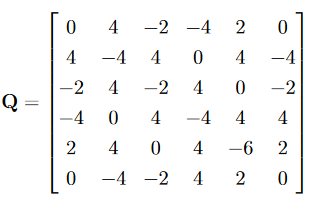 0 4 −2 −4 2 0
4 −4 4 0 4 −4
Q = −2 4 −2 4 0 −2
−4 0 4 −4 4 4
2 4 0 4 −6 2
0 −4 −2 4 2 0